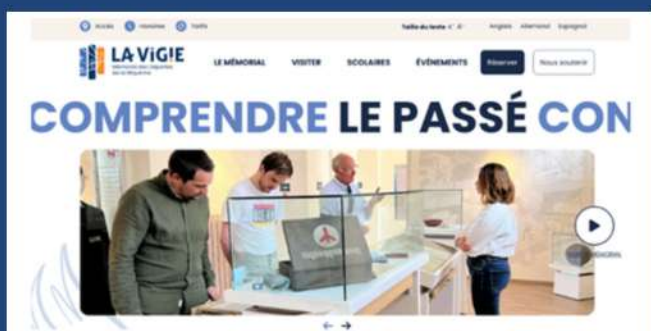 Accès Horaires Tarifs Taille du texte Anglais Allemand Espagnol
LA ViGiE
LE MÉMORIAL VISITER SCOLAIRES ÉVÉNEMENTS Réserver Nous soutenir
COMPRENDRE LE PASSÉ CON